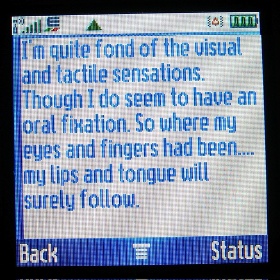 I'm quite fond of the visual
and tactile sensations.
Though I do seem to have an
oral fixation. So where my
eyes and fingers had been....
my lips and tongue will
surely follow.
Back Status